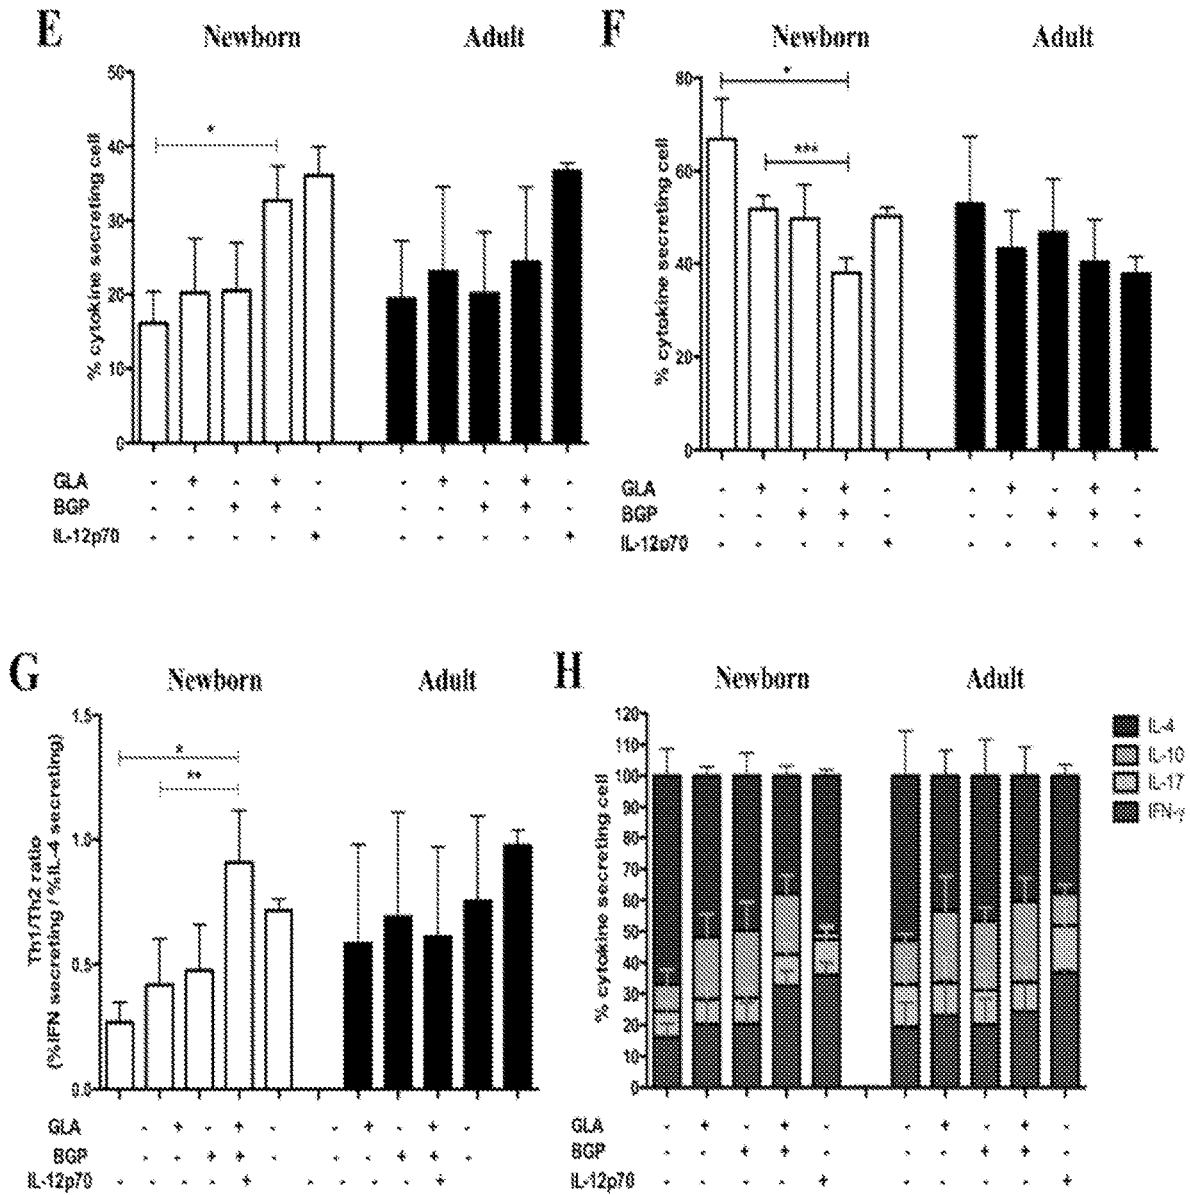 E
Newborn
Adult
% cytokine secreting cell
50
40
30
20
10
0
*
GLA - + - + - - + - + -
BGP - - + + - - - + + -
IL-12p70 - - - - + - - - - +
F
Newborn
Adult
% cytokine secreting cell
80
60
40
20
0
*
***
GLA - + - + - - + - + -
BGP - - + + - - - + + -
IL-12p70 - - - - + - - - - +
G
Newborn
Adult
Th1/Th2 ratio
(%IFN secreting / %IL-4 secreting)
1.5
1.0
0.5
0.0
*
**
GLA - + - + - - + - + -
BGP - - + + - - - + + -
IL-12p70 - - - - + - - - - +
H
Newborn
Adult
% cytokine secreting cell
120
110
100
90
80
70
60
50
40
30
20
10
0
IL-4
IL-10
IL-17
IFN-γ
GLA - + - + - - + - + -
BGP - - + + - - - + + -
IL-12p70 - - - - + - - - - +